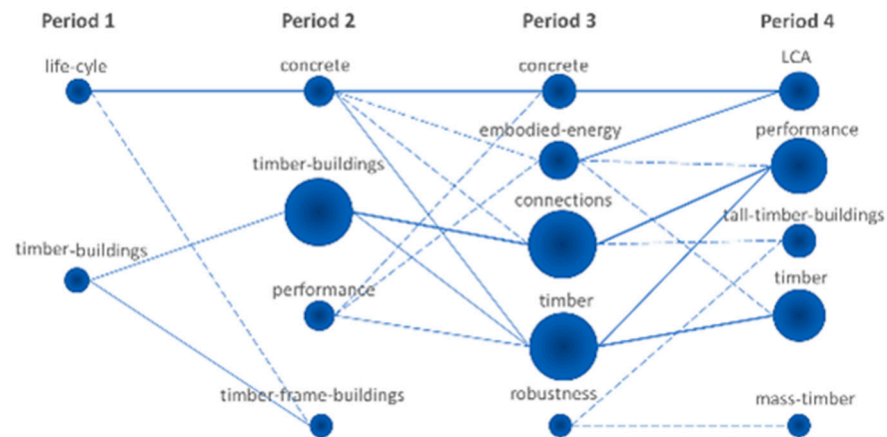 Period 1 Period 2 Period 3 Period 4
life-cyle concrete concrete LCA
embodied-energy performance
timber-buildings
connections
tall-timber-buildings
timber-buildings
performance timber timber
timber-frame-buildings robustness mass-timber